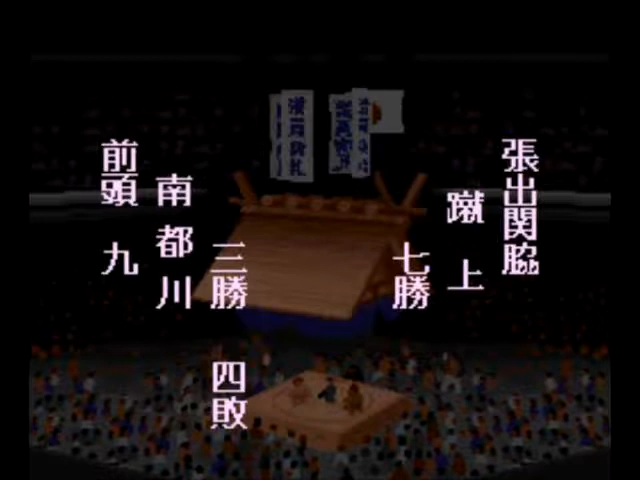 張出関脇
蹴上
七勝
三勝 四敗
南都川
前頭 九